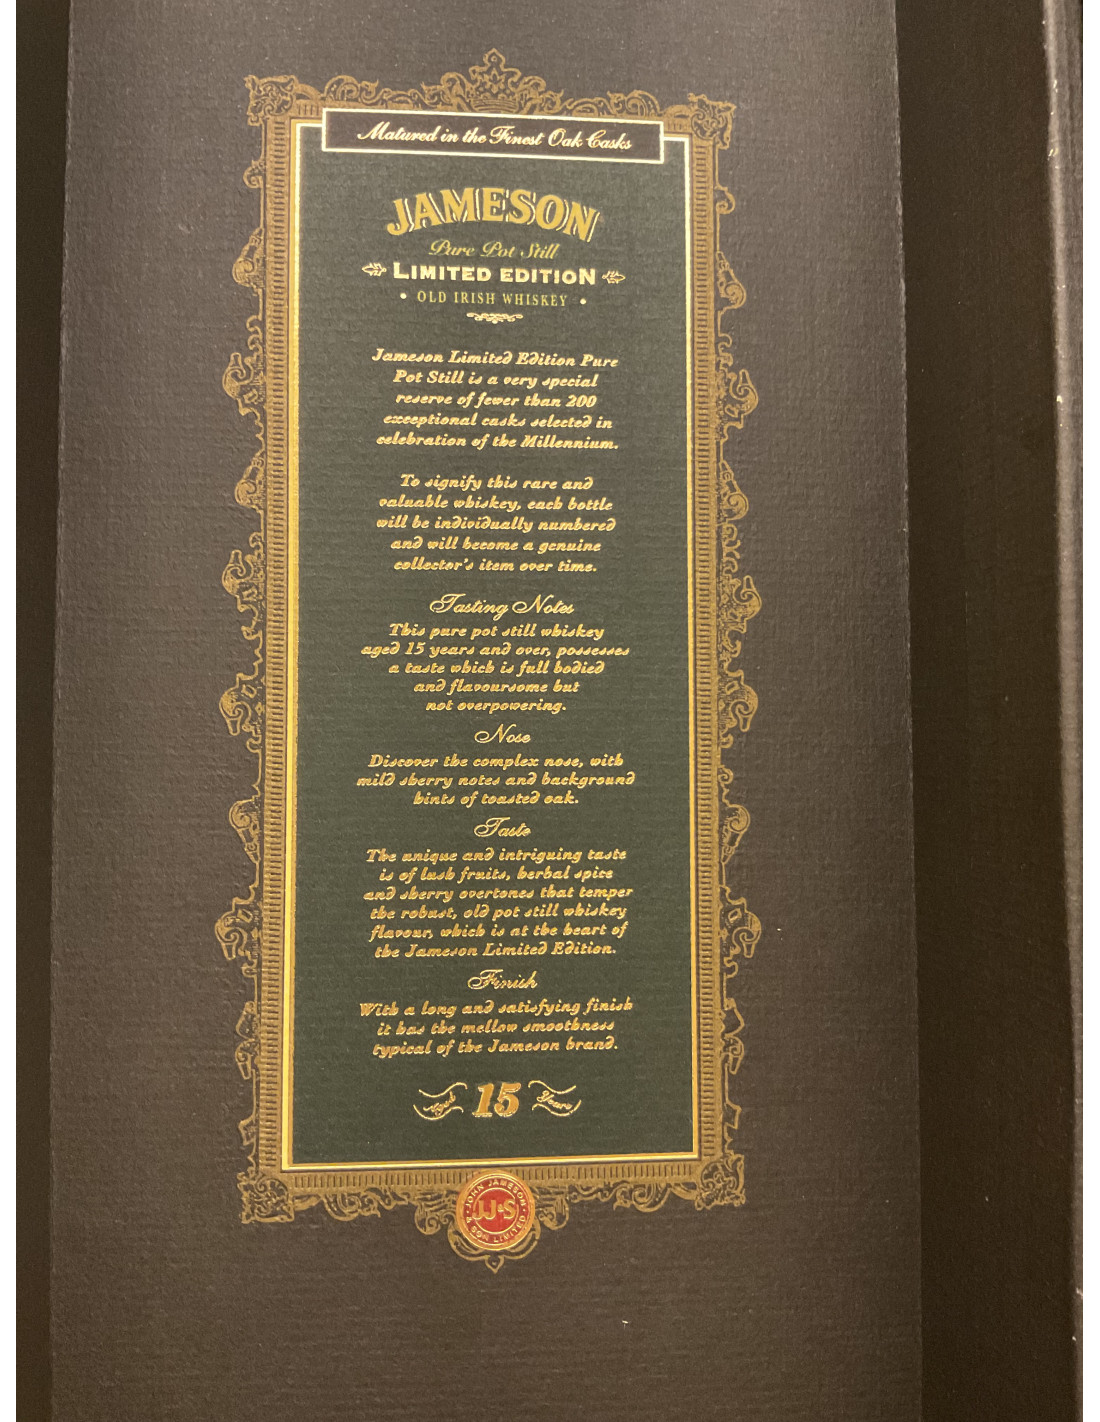 Matured in the Finest Oak Casks
JAMESON
Pure Pot Still
LIMITED EDITION
• OLD IRISH WHISKEY •
Jameson Limited Edition Pure
Pot Still is a very special
reserve of fewer than 200
exceptional casks selected in
celebration of the Millennium.
To signify this rare and
valuable whiskey, each bottle
will be individually numbered
and will become a genuine
collector's item over time.
Tasting Notes
This pure pot still whiskey
aged 15 years and over, possesses
a taste which is full bodied
and flavoursome but
not overpowering.
Nose
Discover the complex nose, with
mild sherry notes and background
hints of toasted oak.
Taste
The unique and intriguing taste
is of lush fruits, herbal spice
and sherry overtones that temper
the robust, old pot still whiskey
flavour, which is at the heart of
the Jameson Limited Edition.
Finish
With a long and satisfying finish
it has the mellow smoothness
typical of the Jameson brand.
Aged 15 Years
JOHN JAMESON
JJ&S
& SON LIMITED